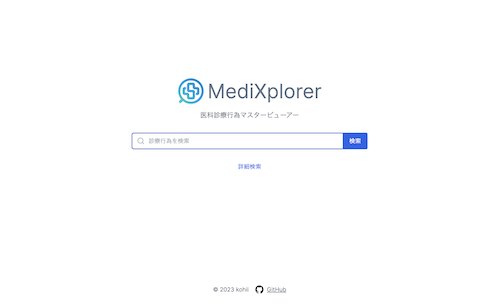 MediXplorer
医科診療行為マスタービューアー
診療行為を検索
検索
詳細検索
© 2023 kohii GitHub